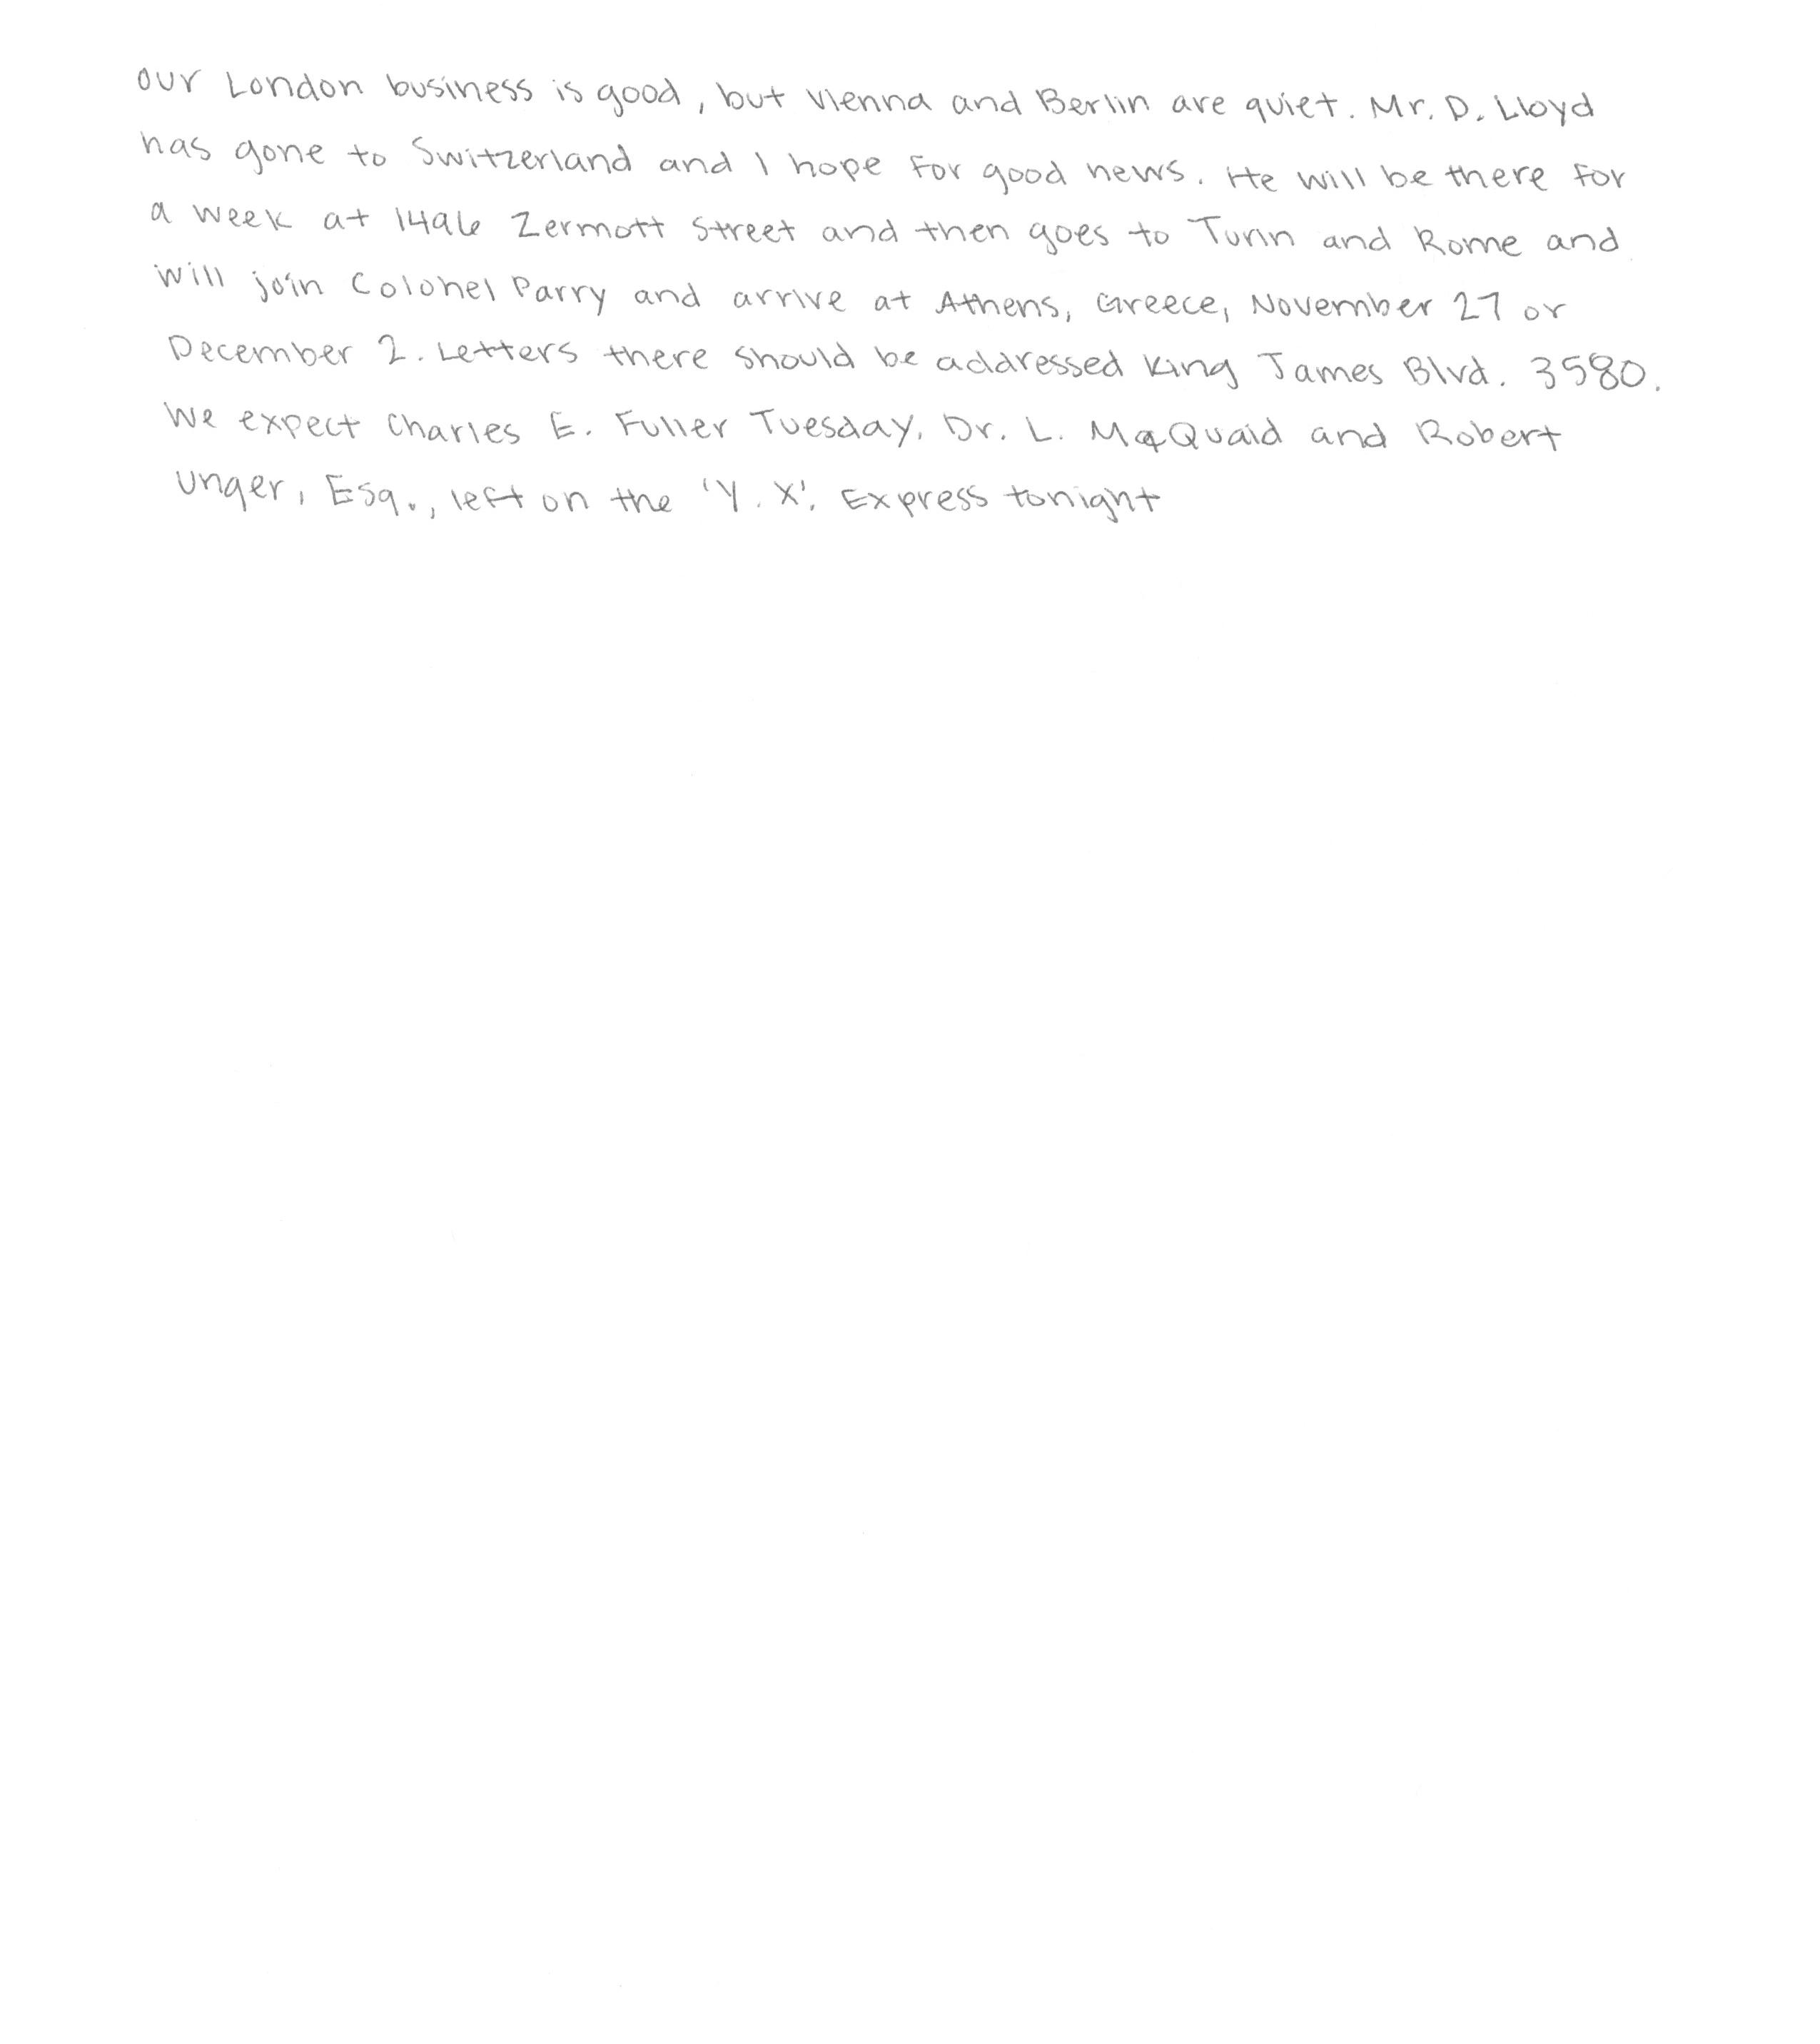 Our London business is good, but Vienna and Berlin are quiet. Mr. D. Lloyd
has gone to Switzerland and I hope for good news. He will be there for
a week at 1496 Zermott Street and then goes to Turin and Rome and
will join Colonel Parry and arrive at Athens, Greece, November 27 or
December 2. Letters there should be addressed King James Blvd. 3580.
We expect Charles E. Fuller Tuesday. Dr. L. McQuaid and Robert
Unger, Esq., left on the 'Y. X'. Express tonight